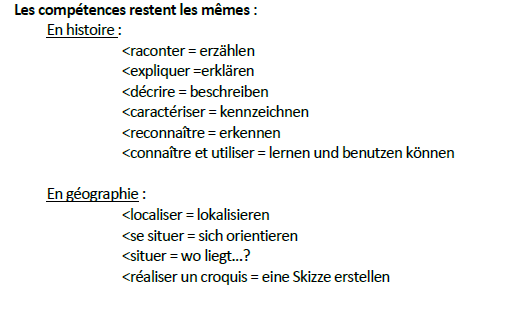 Les compétences restent les mêmes :
En histoire :
<raconter = erzählen
<expliquer =erklären
<décrire = beschreiben
<caractériser = kennzeichnen
<reconnaître = erkennen
<connaître et utiliser = lernen und benutzen können
En géographie :
<localiser = lokalisieren
<se situer = sich orientieren
<situer = wo liegt...?
<réaliser un croquis = eine Skizze erstellen